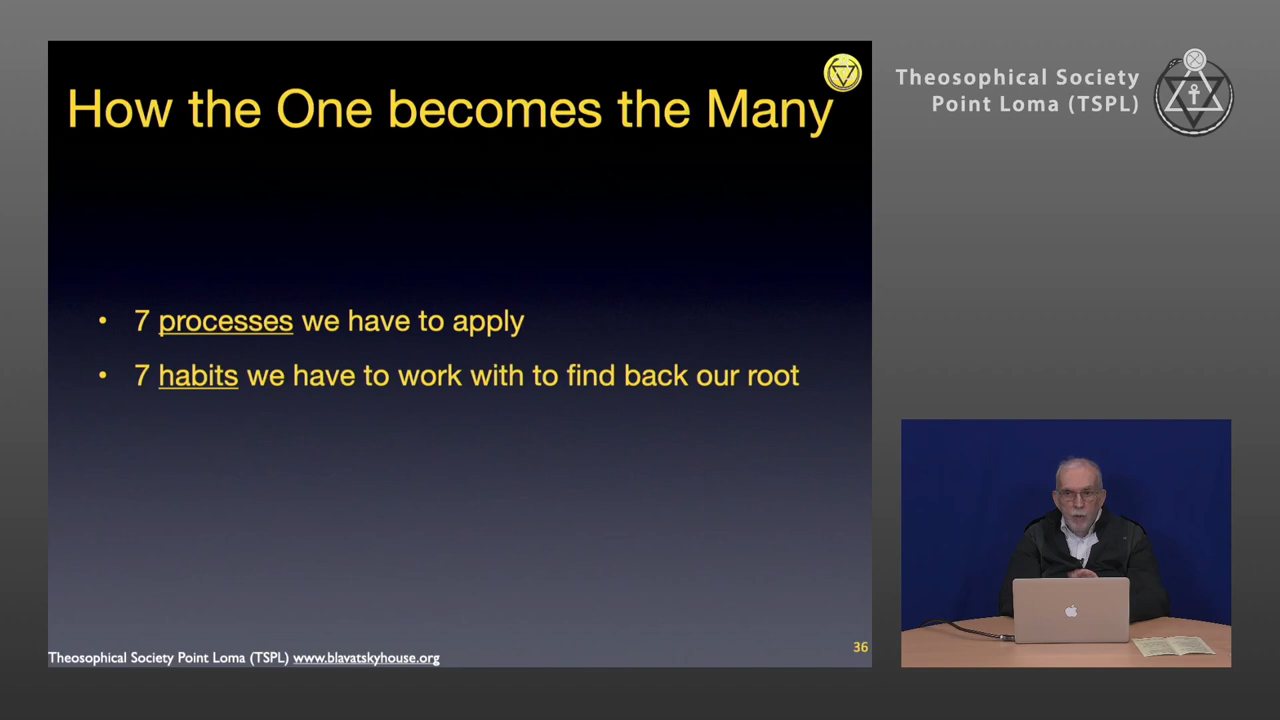 How the One becomes the Many
• 7 processes we have to apply
• 7 habits we have to work with to find back our root
Theosophical Society Point Loma (TSPL) www.blavatskyhouse.org
36
Theosophical Society
Point Loma (TSPL)